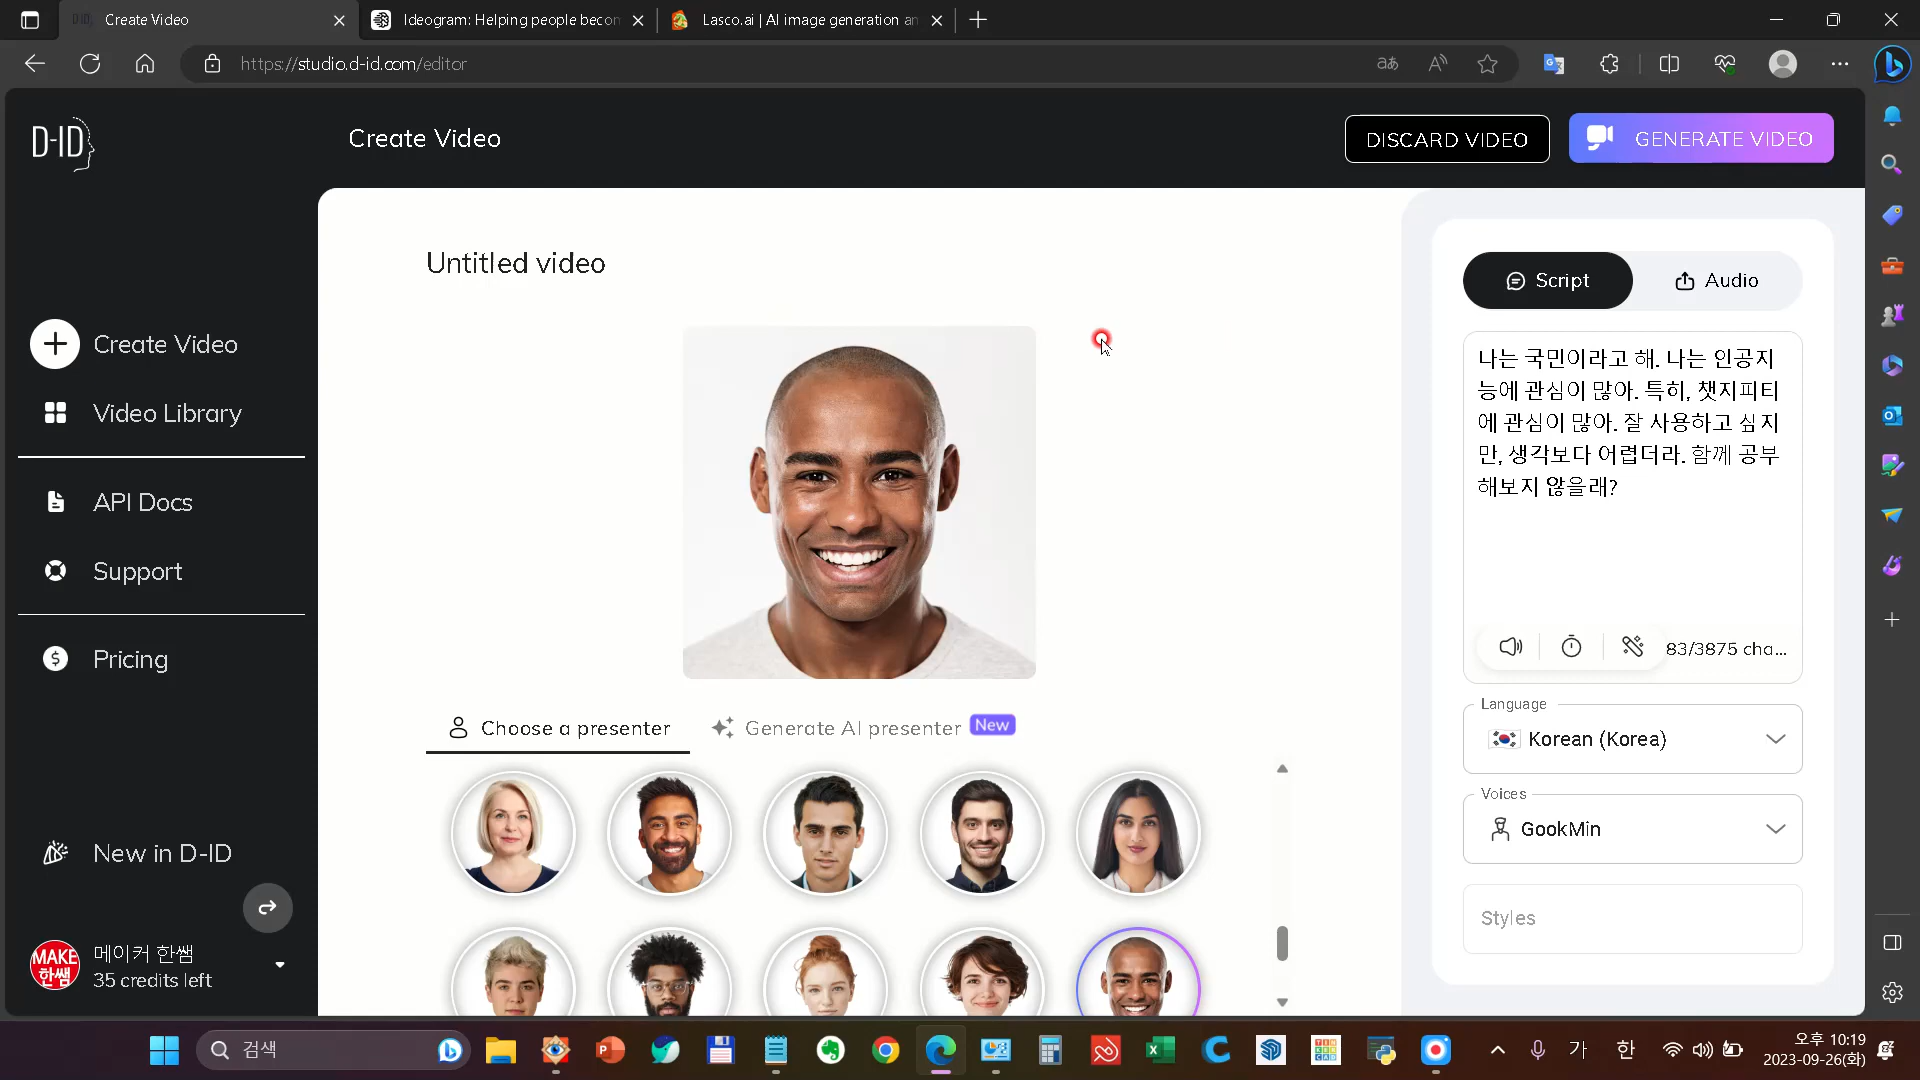 Create Video
Ideogram: Helping people becom
Lasco.ai | AI image generation an
https://studio.d-id.com/editor
D-ID
Create Video
DISCARD VIDEO
GENERATE VIDEO
Untitled video
Create Video
Video Library
API Docs
Support
Pricing
New in D-ID
MAKE
한쌤
메이커 한쌤
35 credits left
Choose a presenter
Generate AI presenter
New
Script
Audio
나는 국민이라고 해. 나는 인공지
능에 관심이 많아. 특히, 챗지피티
에 관심이 많아. 잘 사용하고 싶지
만, 생각보다 어렵더라. 함께 공부
해보지 않을래?
83/3875 cha...
Language
Korean (Korea)
Voices
GookMin
Styles
검색
가
한
오후 10:19
2023-09-26(화)